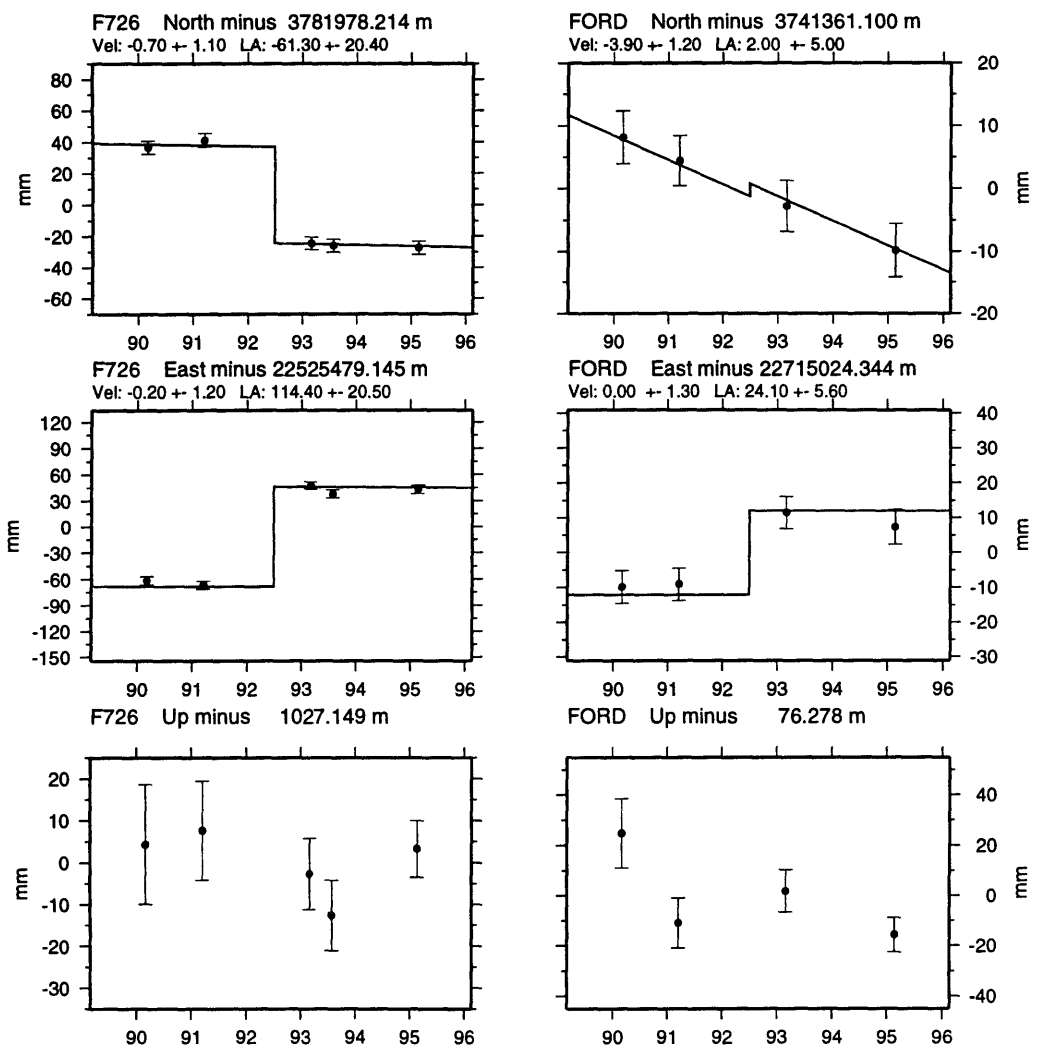 F726 North minus 3781978.214 m
Vel: -0.70 +- 1.10 LA: -61.30 +- 20.40
80
60
40
20
0
-20
-40
-60
mm
90 91 92 93 94 95 96
FORD North minus 3741361.100 m
Vel: -3.90 +- 1.20 LA: 2.00 +- 5.00
20
10
0
-10
-20
mm
90 91 92 93 94 95 96
F726 East minus 22525479.145 m
Vel: -0.20 +- 1.20 LA: 114.40 +- 20.50
120
90
60
30
0
-30
-60
-90
-120
-150
mm
90 91 92 93 94 95 96
FORD East minus 22715024.344 m
Vel: 0.00 +- 1.30 LA: 24.10 +- 5.60
40
30
20
10
0
-10
-20
-30
mm
90 91 92 93 94 95 96
F726 Up minus 1027.149 m
20
10
0
-10
-20
-30
mm
90 91 92 93 94 95 96
FORD Up minus 76.278 m
40
20
0
-20
-40
mm
90 91 92 93 94 95 96